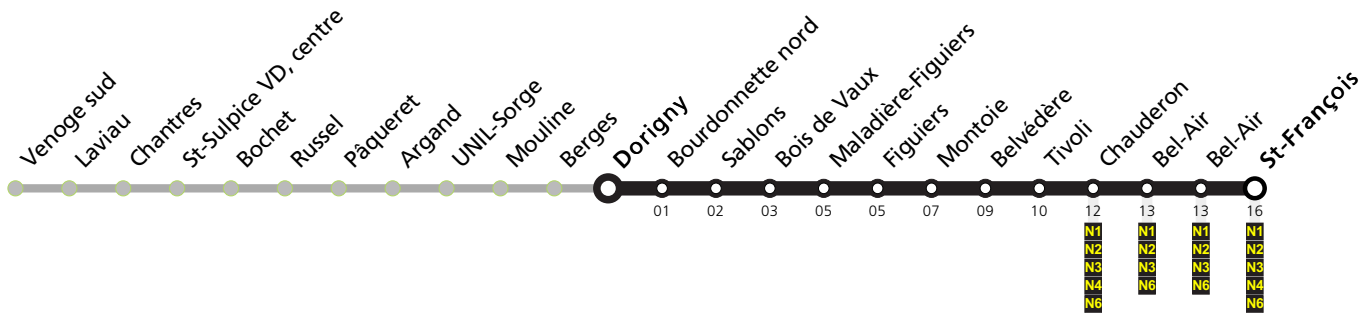 Venoge sud
Laviau
Chantres
St-Sulpice VD, centre
Bochet
Russel
Pâqueret
Argand
UNIL-Sorge
Mouline
Berges
Dorigny
Bourdonnette nord
Sablons
Bois de Vaux
Maladière-Figuiers
Figuiers
Montoie
Belvédère
Tivoli
Chauderon
Bel-Air
Bel-Air
St-François
01 02 03 05 05 07 09 10 12 13 13 16
N1 N1 N1 N1
N2 N2 N2 N2
N3 N3 N3 N3
N4 N6 N6 N4
N6 N6